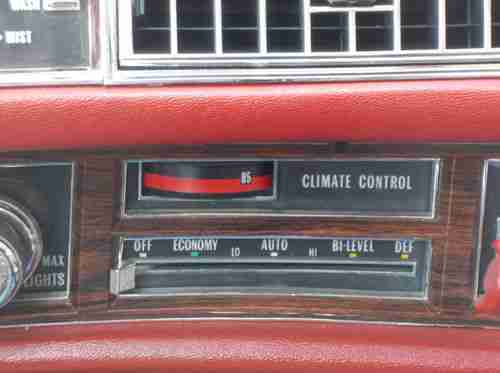 WASH
MIST
85
CLIMATE CONTROL
OFF ECONOMY LO AUTO HI BI-LEVEL DEF
MAX
LIGHTS